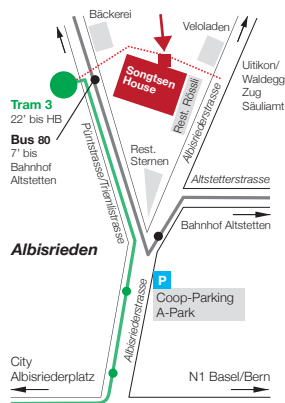 Bäckerei
Veloladen
Songtsen
House
Rest. Rössli
Albisriederstrasse
Uitikon/
Waldegg
Zug
Säuliamt
Tram 3
22’ bis HB
Bus 80
7’ bis
Bahnhof
Altstetten
Püntstrasse/Triemlistrasse
Rest.
Sternen
Altstetterstrasse
Bahnhof Altstetten
Albisrieden
P
Coop-Parking
A-Park
Albisriederstrasse
City
Albisriederplatz
N1 Basel/Bern